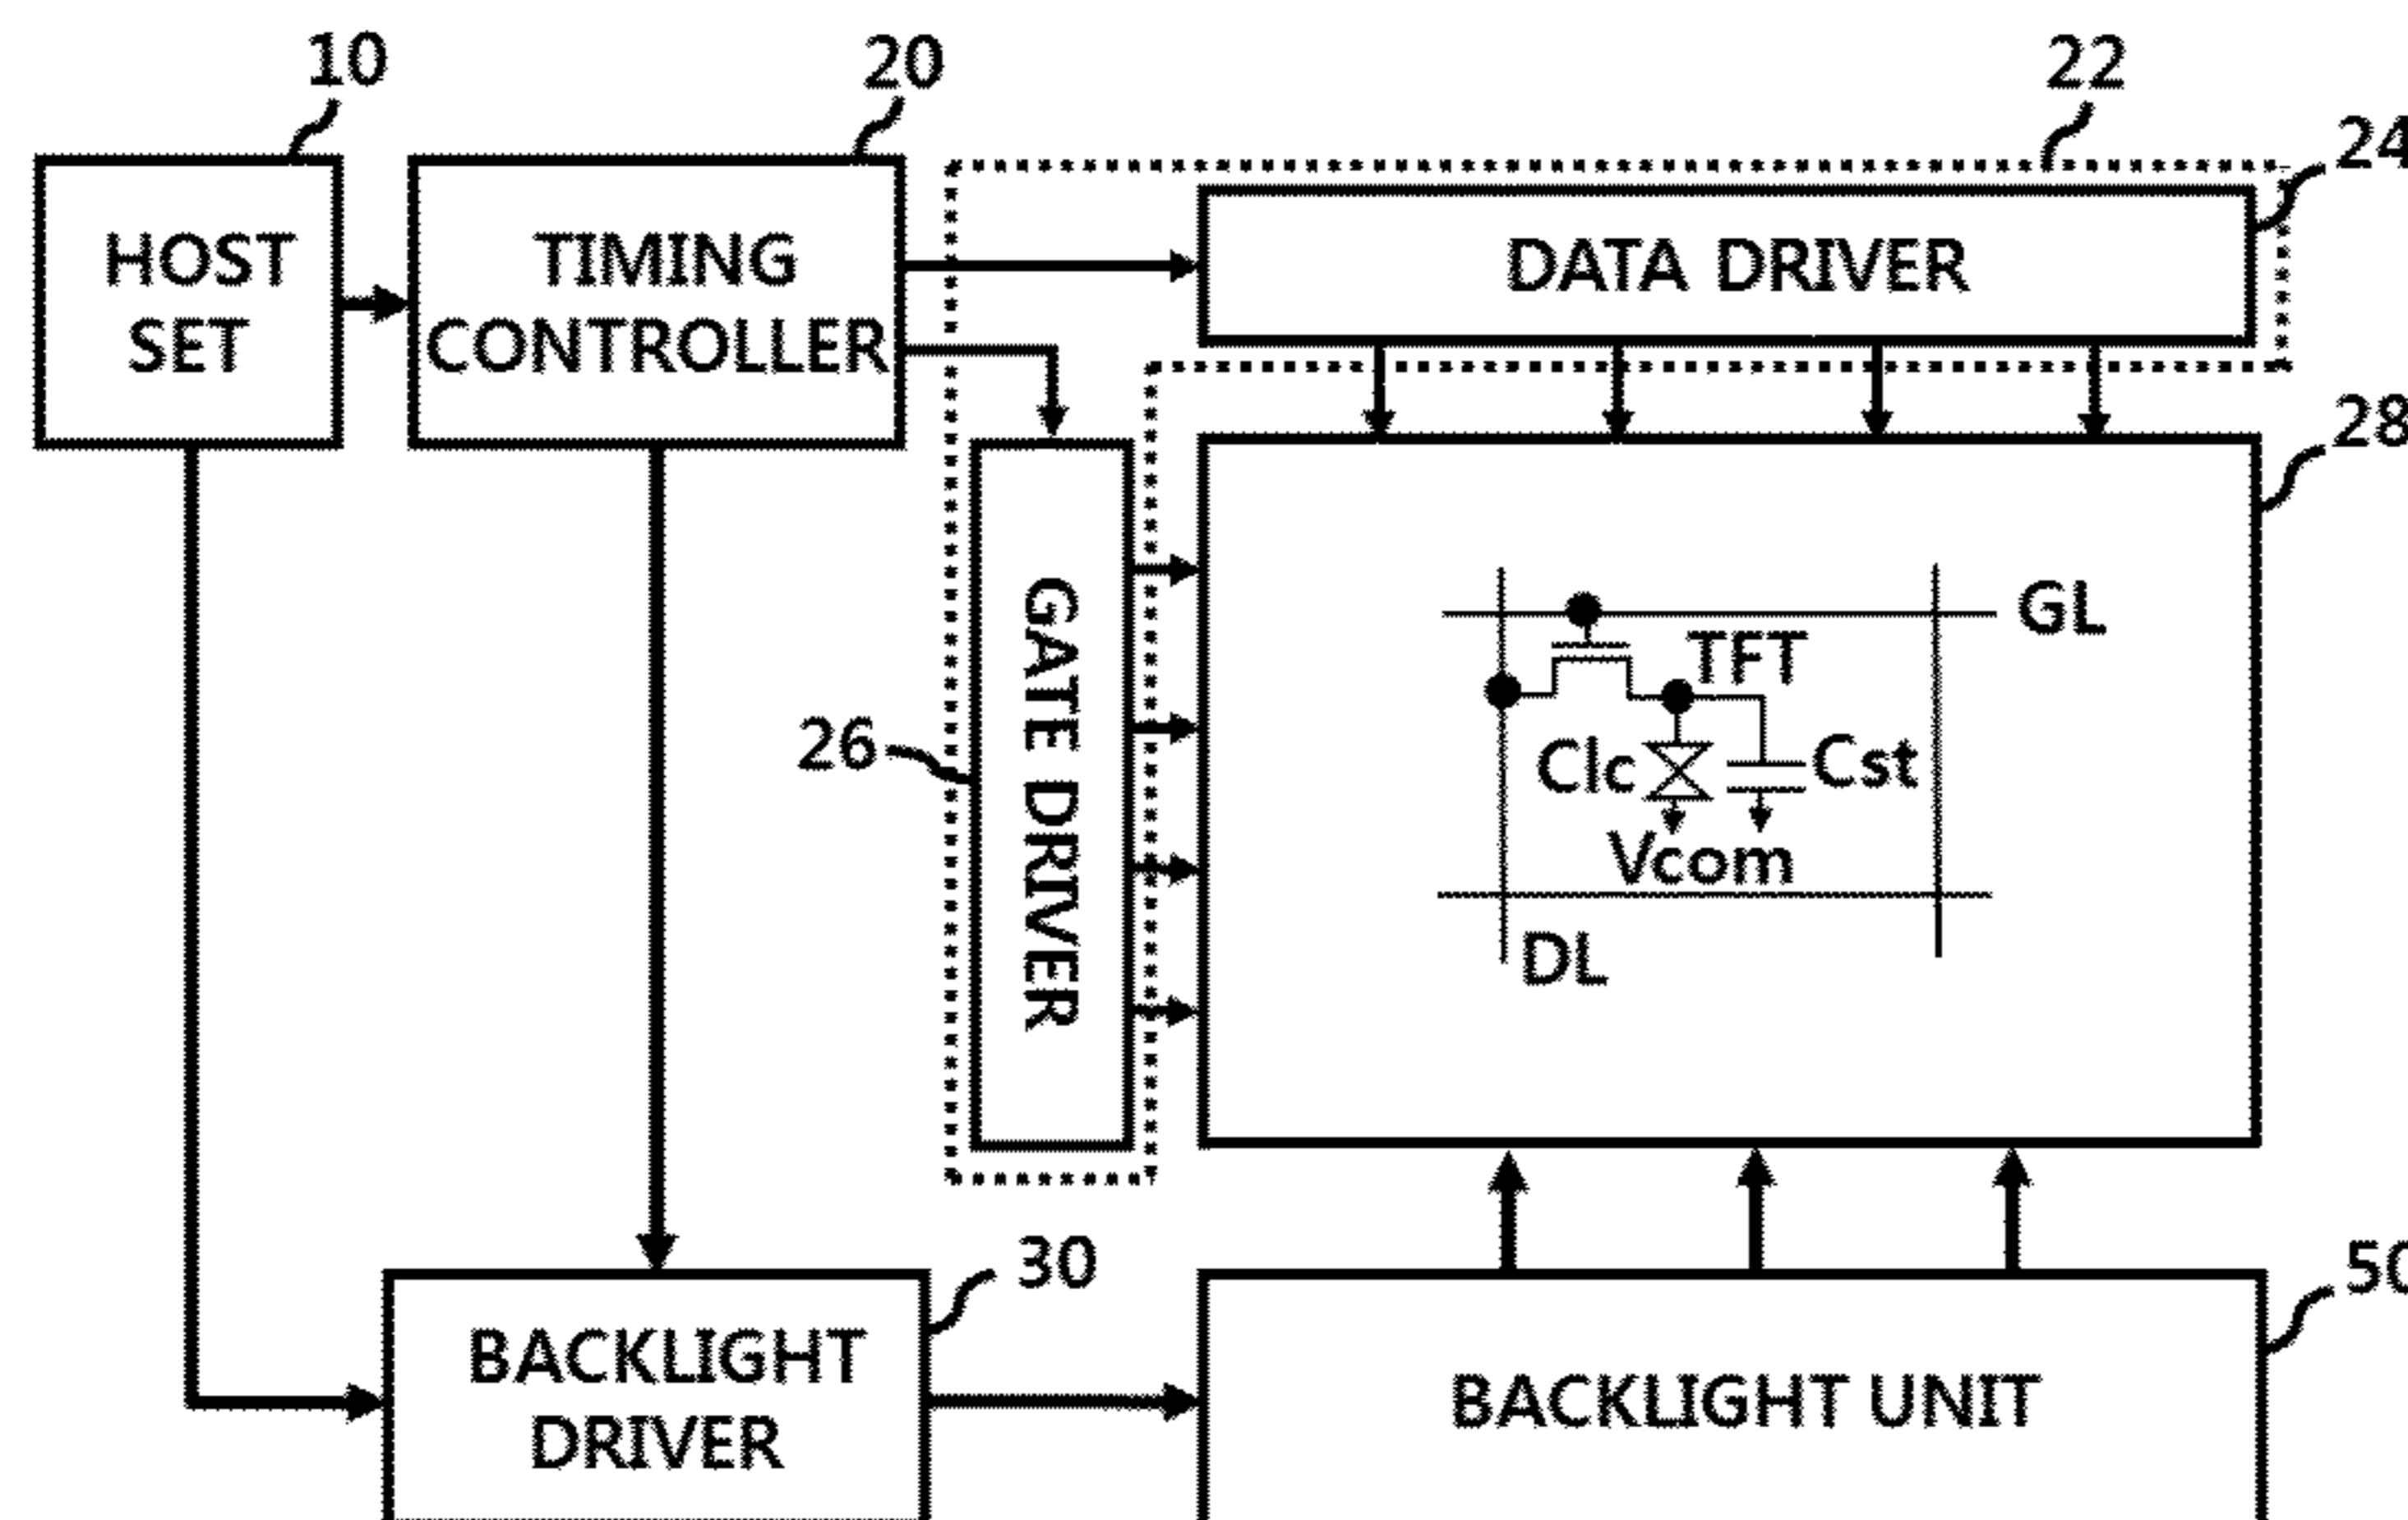 10
20
22
24
HOST
SET
TIMING
CONTROLLER
DATA DRIVER
28
GATE DRIVER
26
GL
TFT
Clc
Cst
Vcom
DL
30
50
BACKLIGHT
DRIVER
BACKLIGHT UNIT